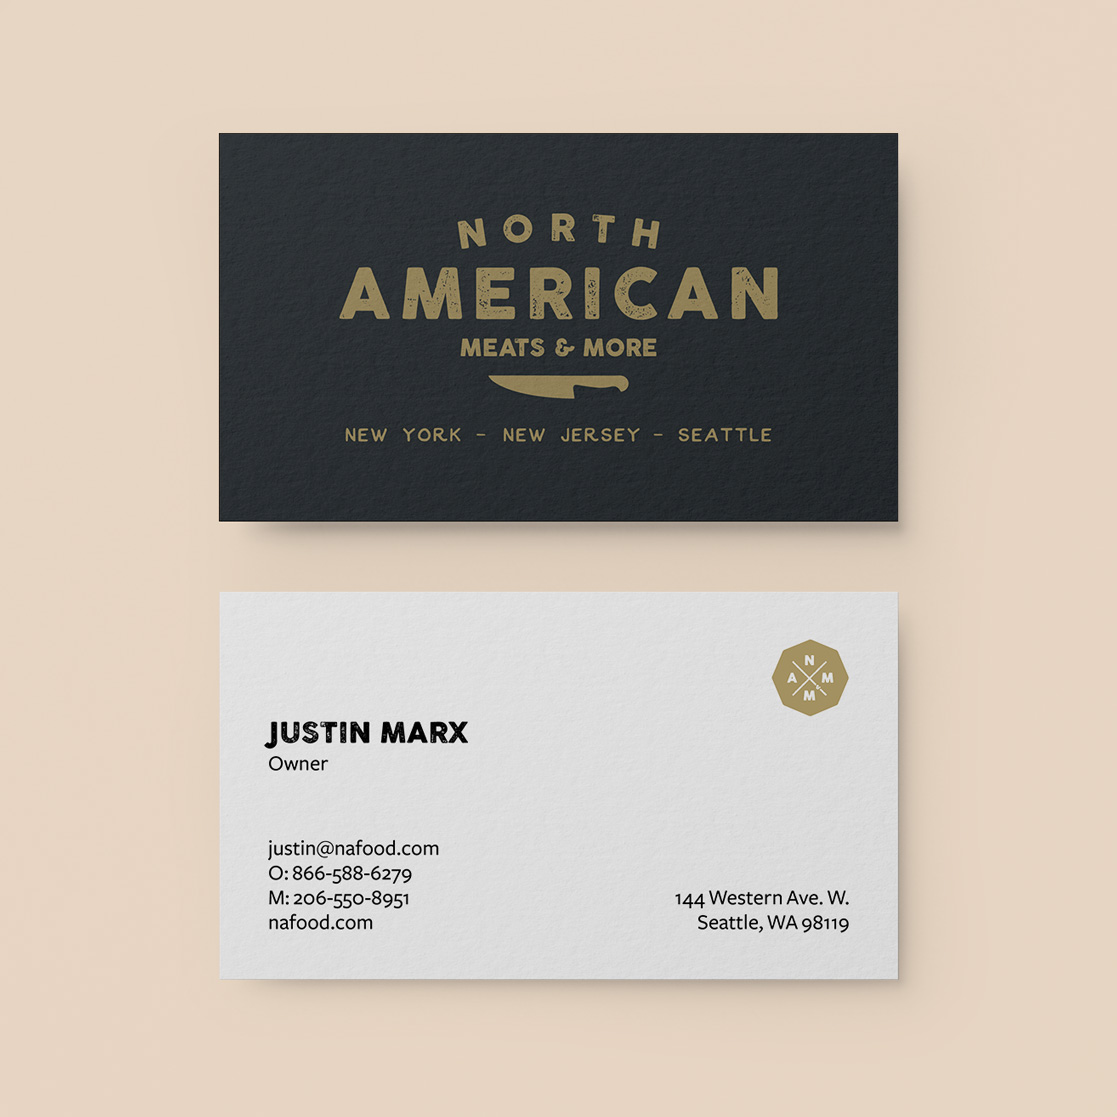 NORTH
AMERICAN
MEATS & MORE
NEW YORK - NEW JERSEY - SEATTLE
N
A M
&
M
JUSTIN MARX
Owner
justin@nafood.com
O: 866-588-6279
M: 206-550-8951
nafood.com
144 Western Ave. W.
Seattle, WA 98119